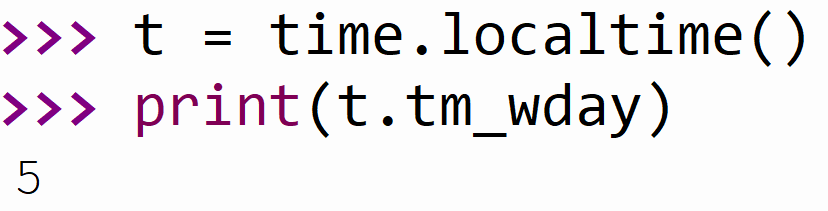 >>> t = time.localtime()
>>> print(t.tm_wday)
5